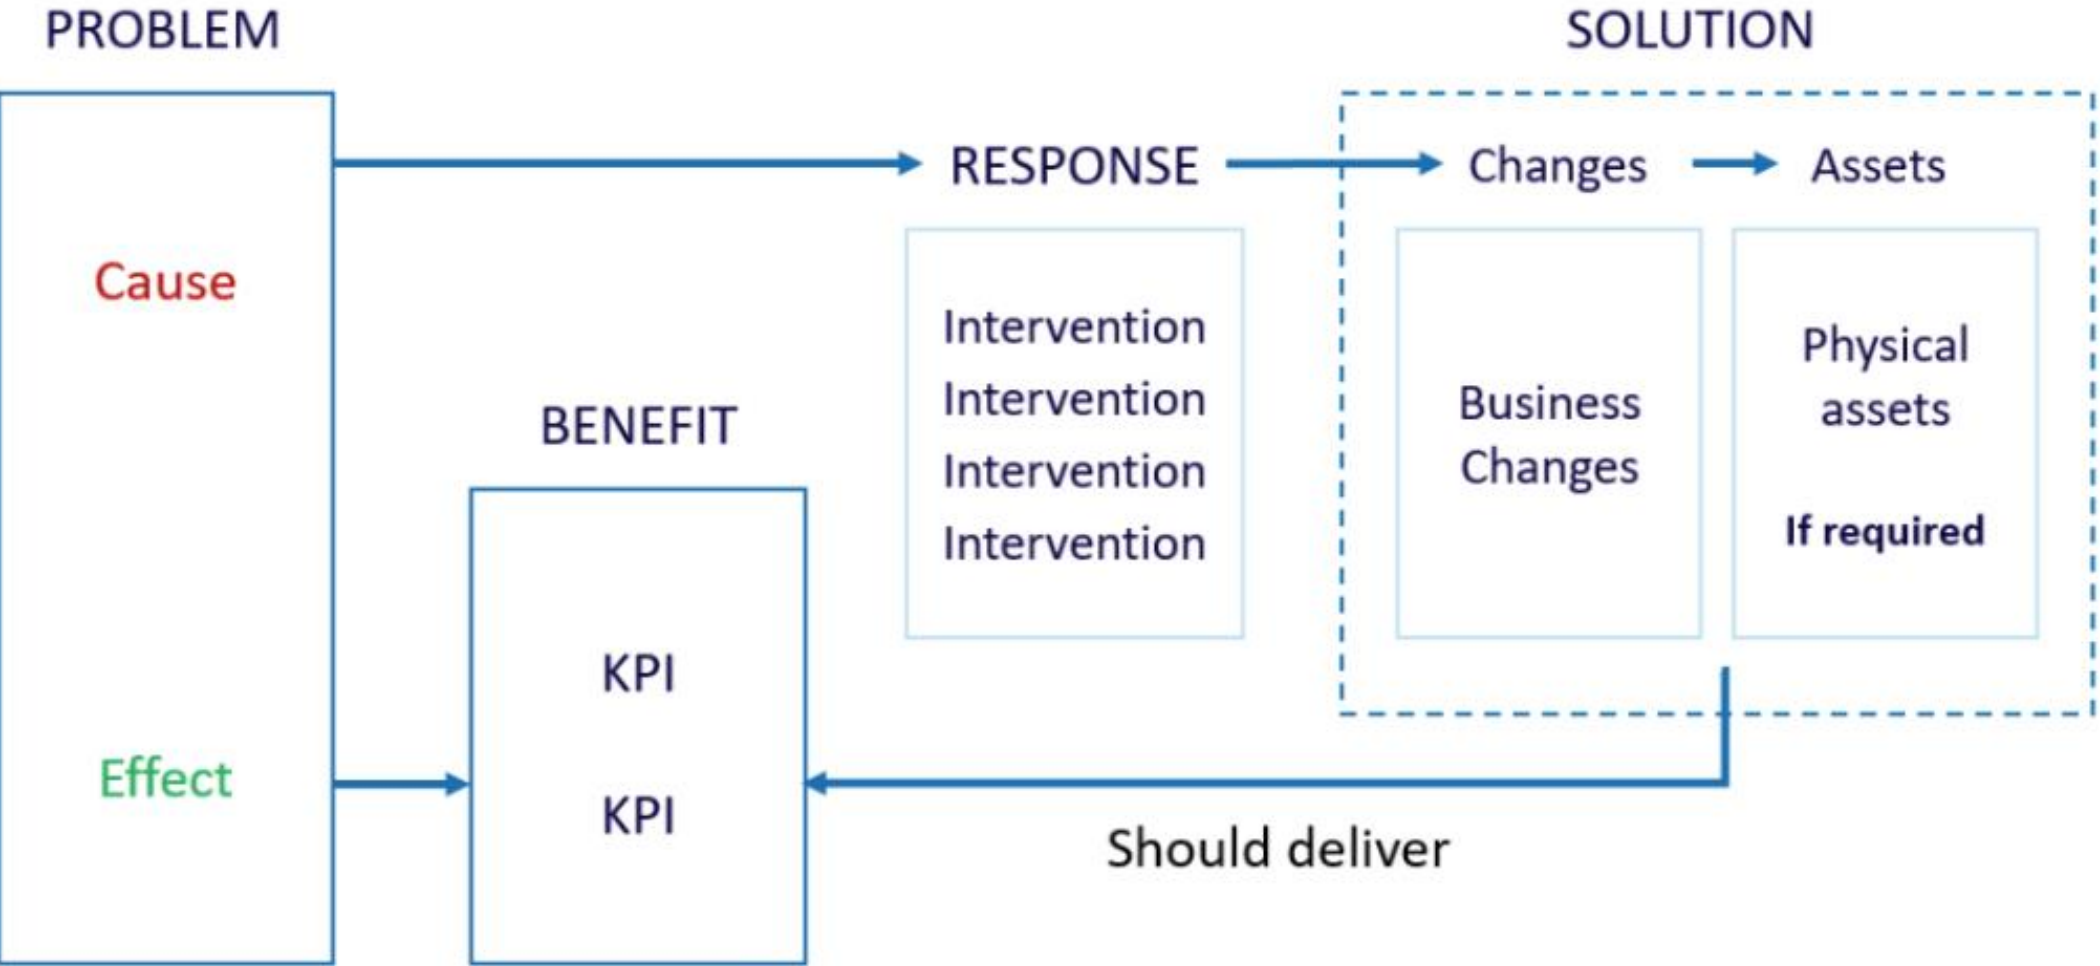 PROBLEM
SOLUTION
RESPONSE
Changes
Assets
Cause
Effect
BENEFIT
KPI
KPI
Intervention
Intervention
Intervention
Intervention
Business
Changes
Physical
assets
If required
Should deliver